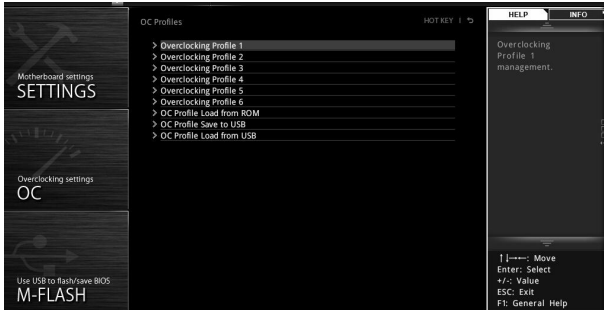 Motherboard settings
SETTINGS
Overclocking settings
OC
Use USB to flash/save BIOS
M-FLASH
OC Profiles
HOT KEY |
> Overclocking Profile 1
> Overclocking Profile 2
> Overclocking Profile 3
> Overclocking Profile 4
> Overclocking Profile 5
> Overclocking Profile 6
> OC Profile Load from ROM
> OC Profile Save to USB
> OC Profile Load from USB
HELP
INFO
Overclocking
Profile 1
management.
↑↓→←: Move
Enter: Select
+/-: Value
ESC: Exit
F1: General Help